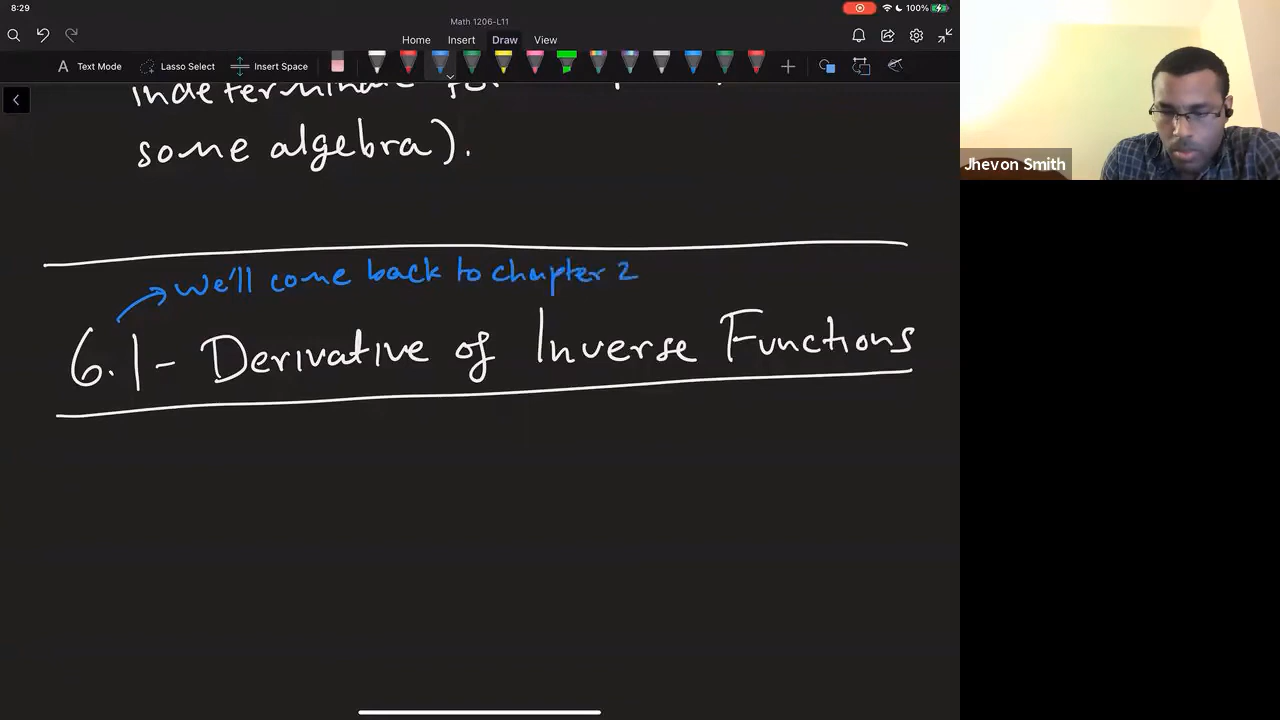 8:29
100%
Math 1206-L11
Home Insert Draw View
Text Mode Lasso Select Insert Space
indeterminate
some algebra).
we'll come back to chapter 2
6.1 - Derivative of Inverse Functions
Jhevon Smith